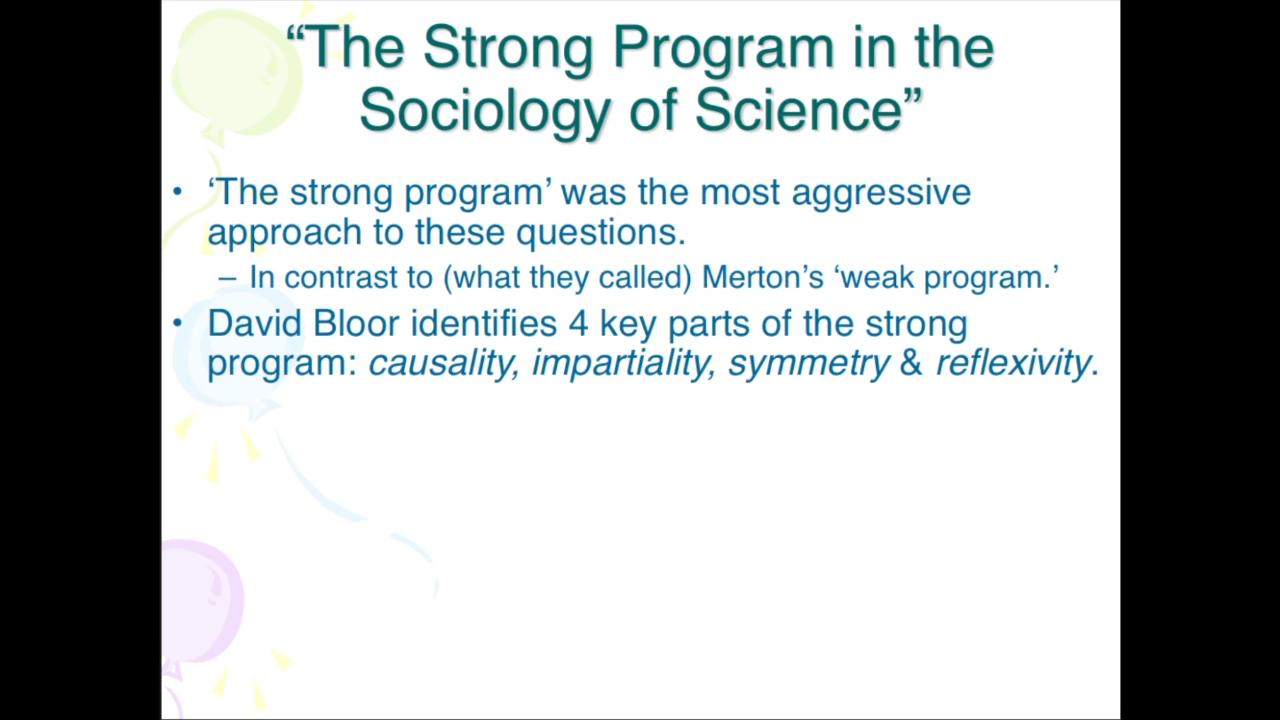 “The Strong Program in the
Sociology of Science”
• ‘The strong program’ was the most aggressive
approach to these questions.
– In contrast to (what they called) Merton’s ‘weak program.’
• David Bloor identifies 4 key parts of the strong
program: causality, impartiality, symmetry & reflexivity.